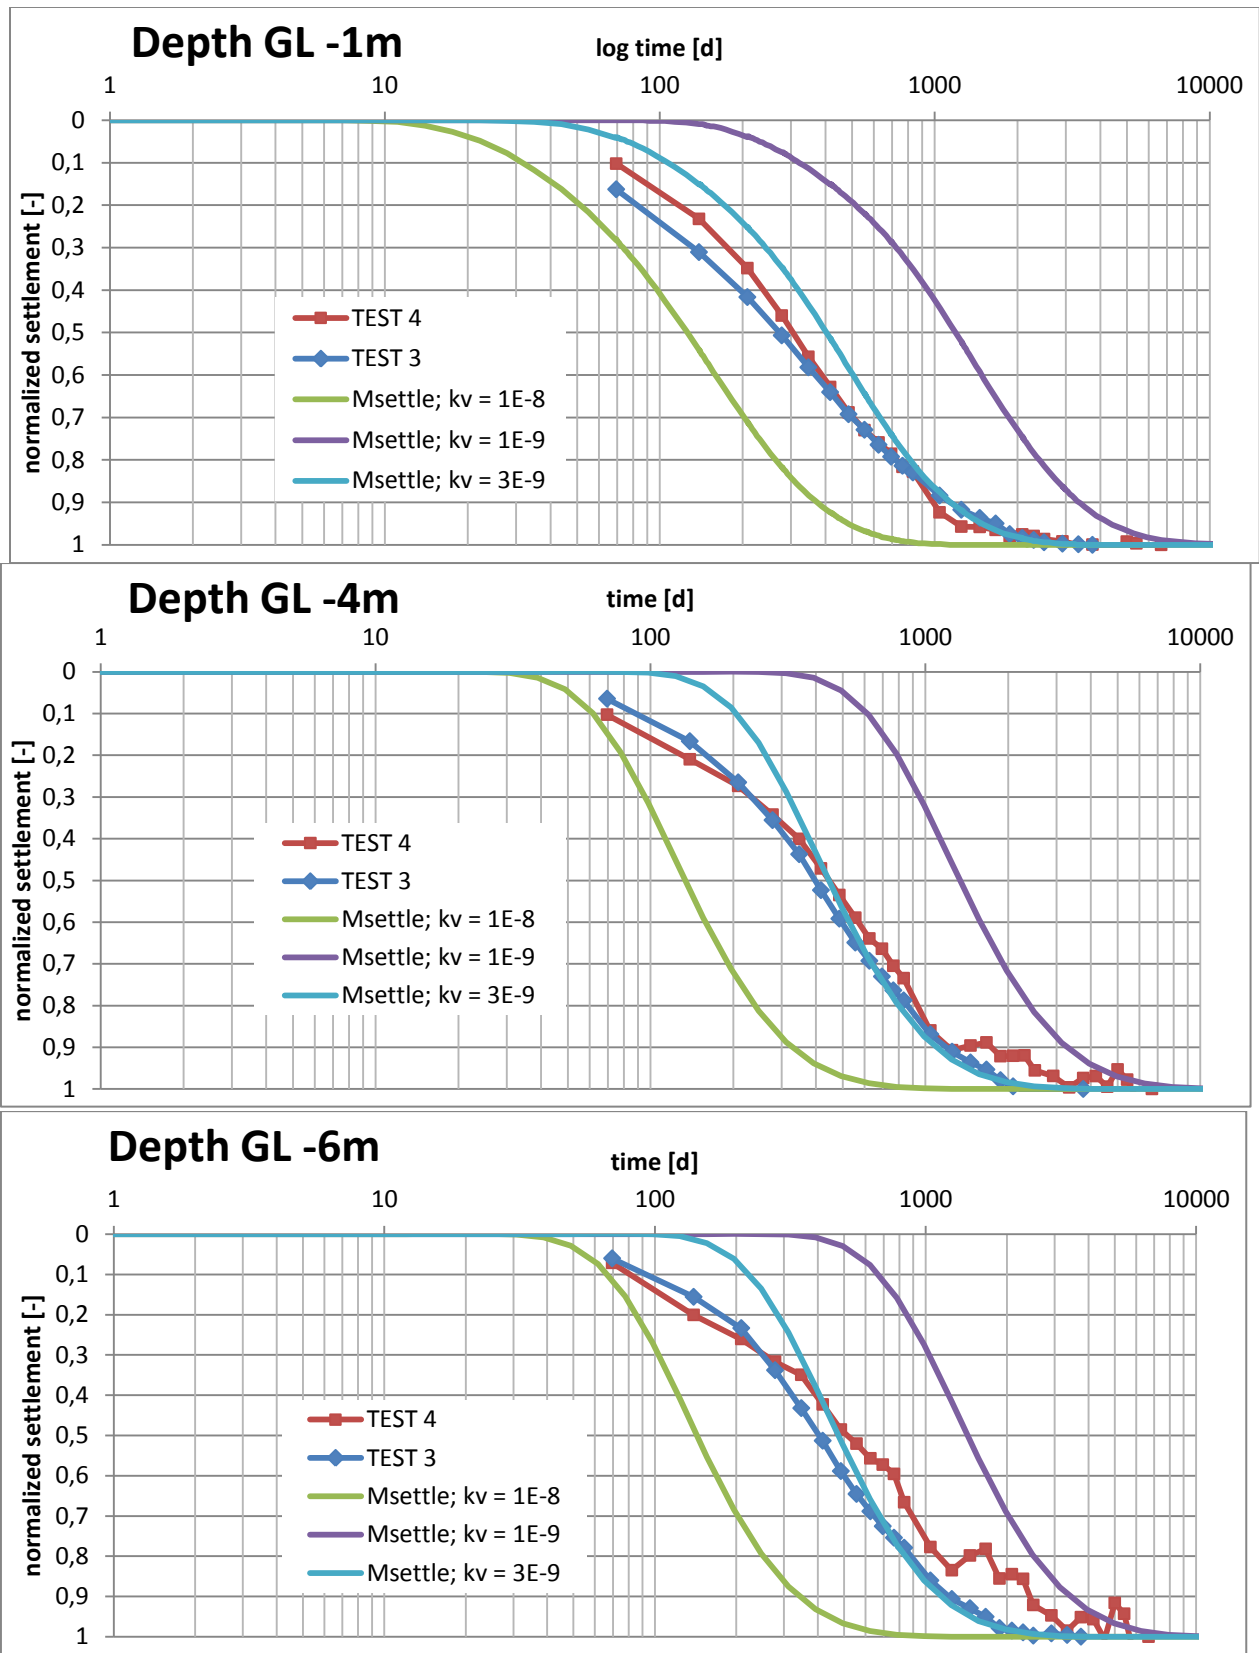 Depth GL -1m
log time [d]
1 10 100 1000 10000
0
0,1
0,2
0,3
0,4
0,5
0,6
0,7
0,8
0,9
1
normalized settlement [-]
TEST 4
TEST 3
Msettle; kv = 1E-8
Msettle; kv = 1E-9
Msettle; kv = 3E-9
Depth GL -4m
time [d]
1 10 100 1000 10000
0
0,1
0,2
0,3
0,4
0,5
0,6
0,7
0,8
0,9
1
normalized settlement [-]
TEST 4
TEST 3
Msettle; kv = 1E-8
Msettle; kv = 1E-9
Msettle; kv = 3E-9
Depth GL -6m
time [d]
1 10 100 1000 10000
0
0,1
0,2
0,3
0,4
0,5
0,6
0,7
0,8
0,9
1
normalized settlement [-]
TEST 4
TEST 3
Msettle; kv = 1E-8
Msettle; kv = 1E-9
Msettle; kv = 3E-9